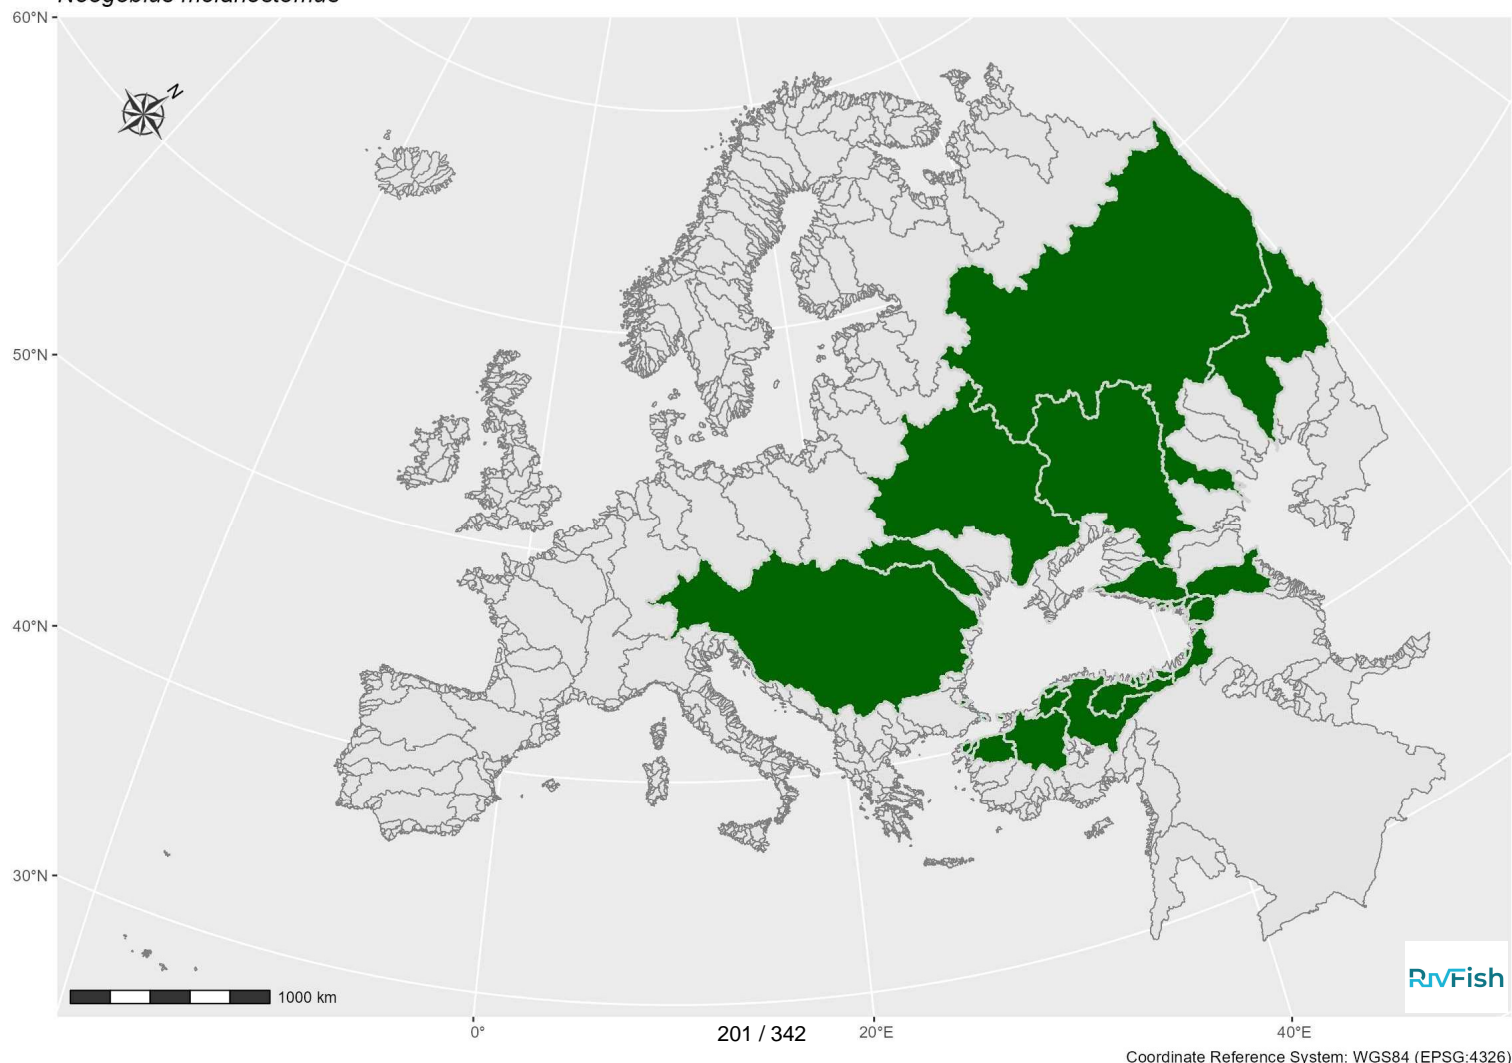 Neogobius melanostomus
60°N
N
50°N
40°N
30°N
RivFish
1000 km
0°
201 / 342
20°E
40°E
Coordinate Reference System: WGS84 (EPSG:4326)